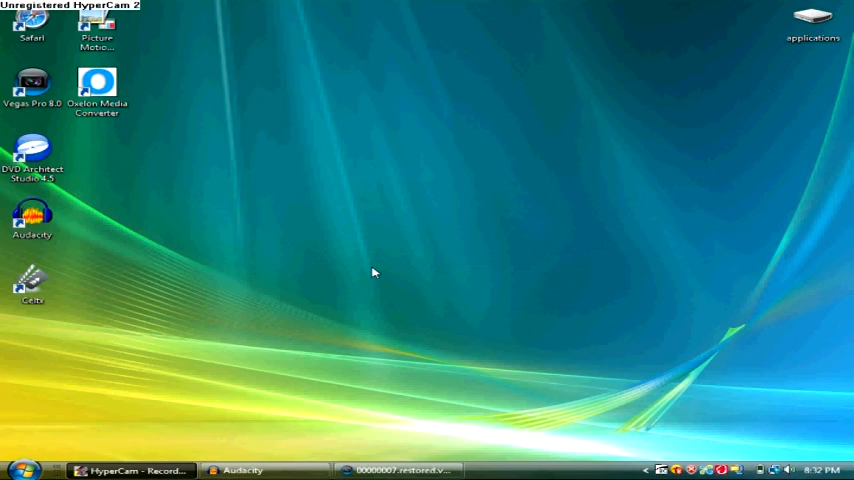 Unregistered HyperCam 2
Safari
Picture
Motio...
applications
Vegas Pro 8.0
Oxelon Media
Converter
DVD Architect
Studio 4.5
Audacity
Celtx
HyperCam - Record...
Audacity
00000007.restored.v...
8:32 PM